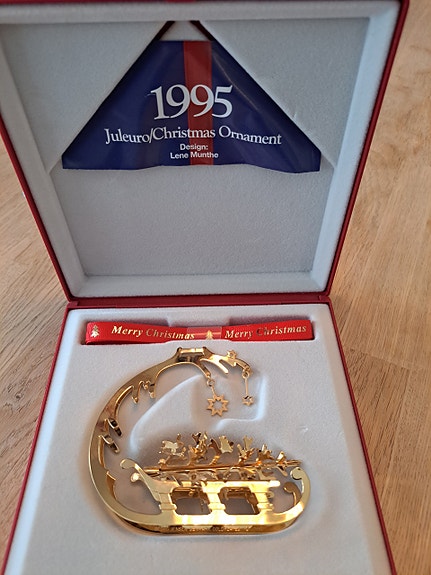 1995
Juleuro/Christmas Ornament
Design:
Lene Munthe
Merry Christmas Merry Christmas